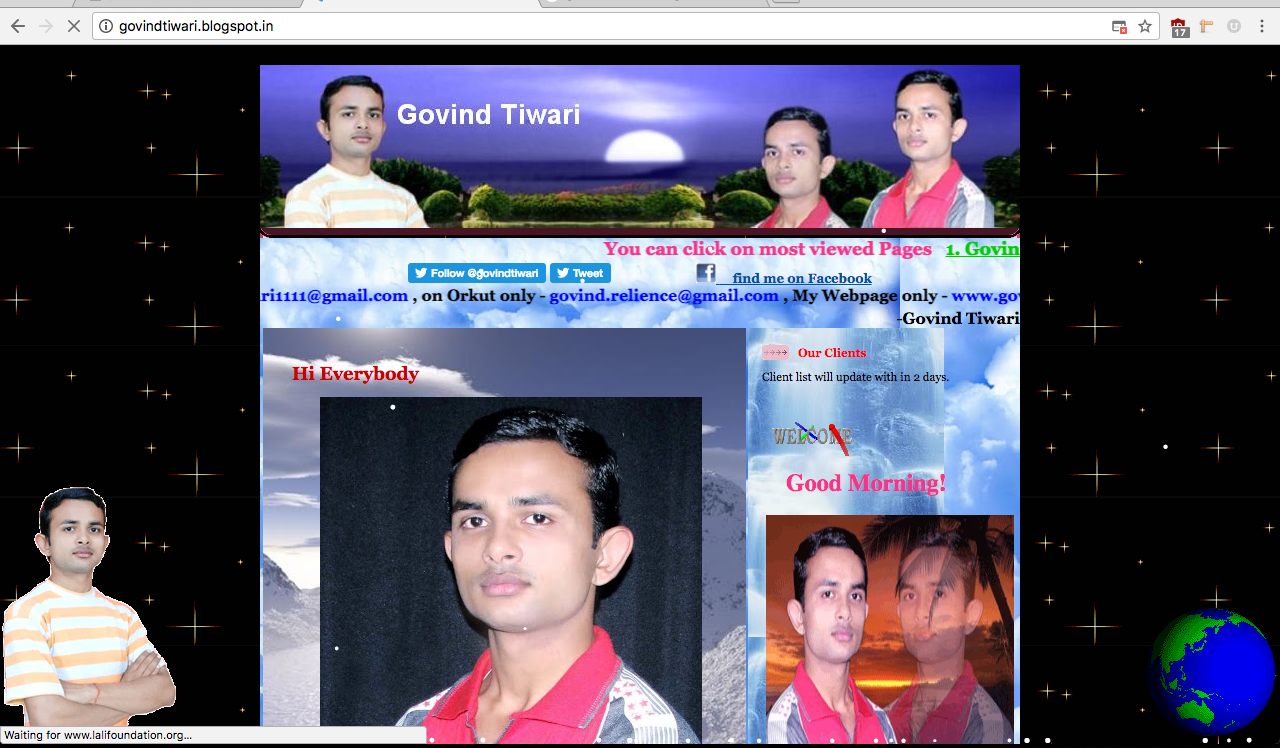 govindtiwari.blogspot.in
17
Govind Tiwari
You can click on most viewed Pages 1. Govin
Follow @govindtiwari Tweet find me on Facebook
ri1111@gmail.com , on Orkut only - govind.relience@gmail.com , My Webpage only - www.gov
-Govind Tiwari
Hi Everybody
Our Clients
Client list will update with in 2 days.
WELCOME
Good Morning!
Waiting for www.lalifoundation.org...